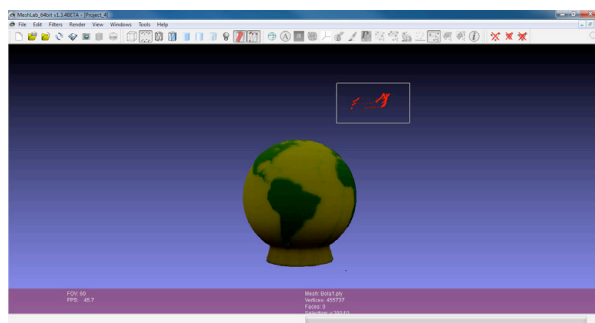 MeshLab_64bit v1.3.4BETA - [Project_4]
File Edit Filters Render View Windows Tools Help
FOV: 60
FPS: 45.7
Mesh: Bola1.ply
Vertices: 455737
Faces: 0